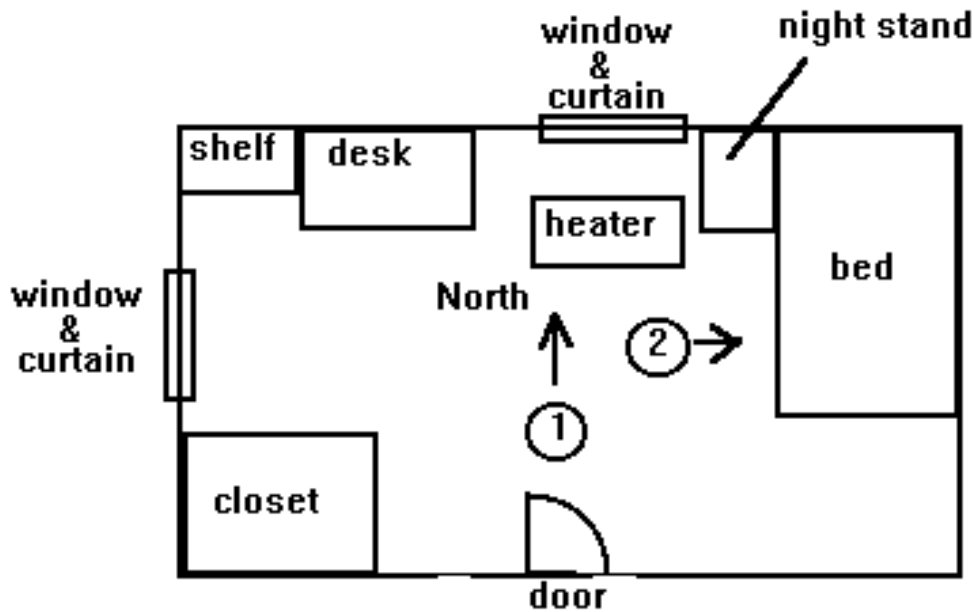 night stand
window
&
curtain
shelf
desk
heater
bed
North
window
&
curtain
2
1
closet
door